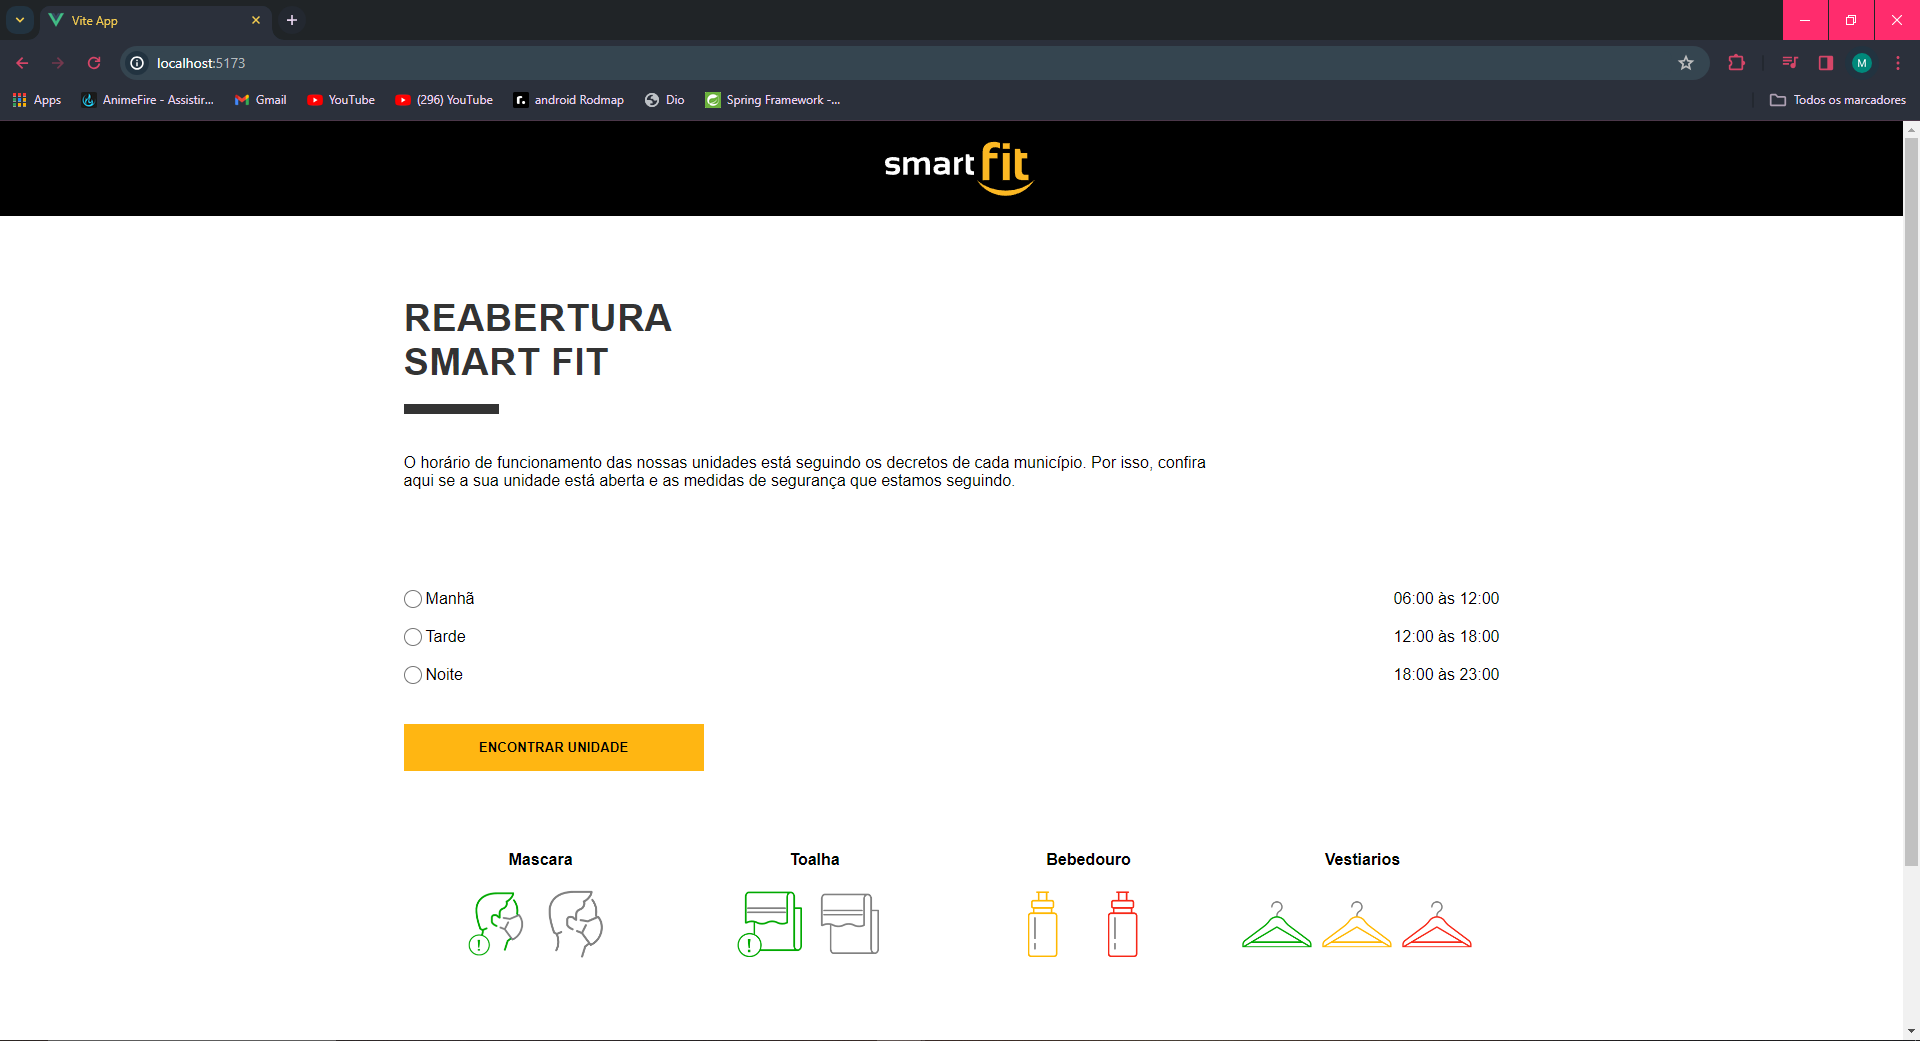 Vite App
localhost:5173
Apps
AnimeFire - Assistir...
Gmail
YouTube
(296) YouTube
android Rodmap
Dio
Spring Framework -...
Todos os marcadores
M
smart fit
REABERTURA
SMART FIT
O horário de funcionamento das nossas unidades está seguindo os decretos de cada município. Por isso, confira
aqui se a sua unidade está aberta e as medidas de segurança que estamos seguindo.
Manhã 06:00 às 12:00
Tarde 12:00 às 18:00
Noite 18:00 às 23:00
ENCONTRAR UNIDADE
Mascara Toalha Bebedouro Vestiarios